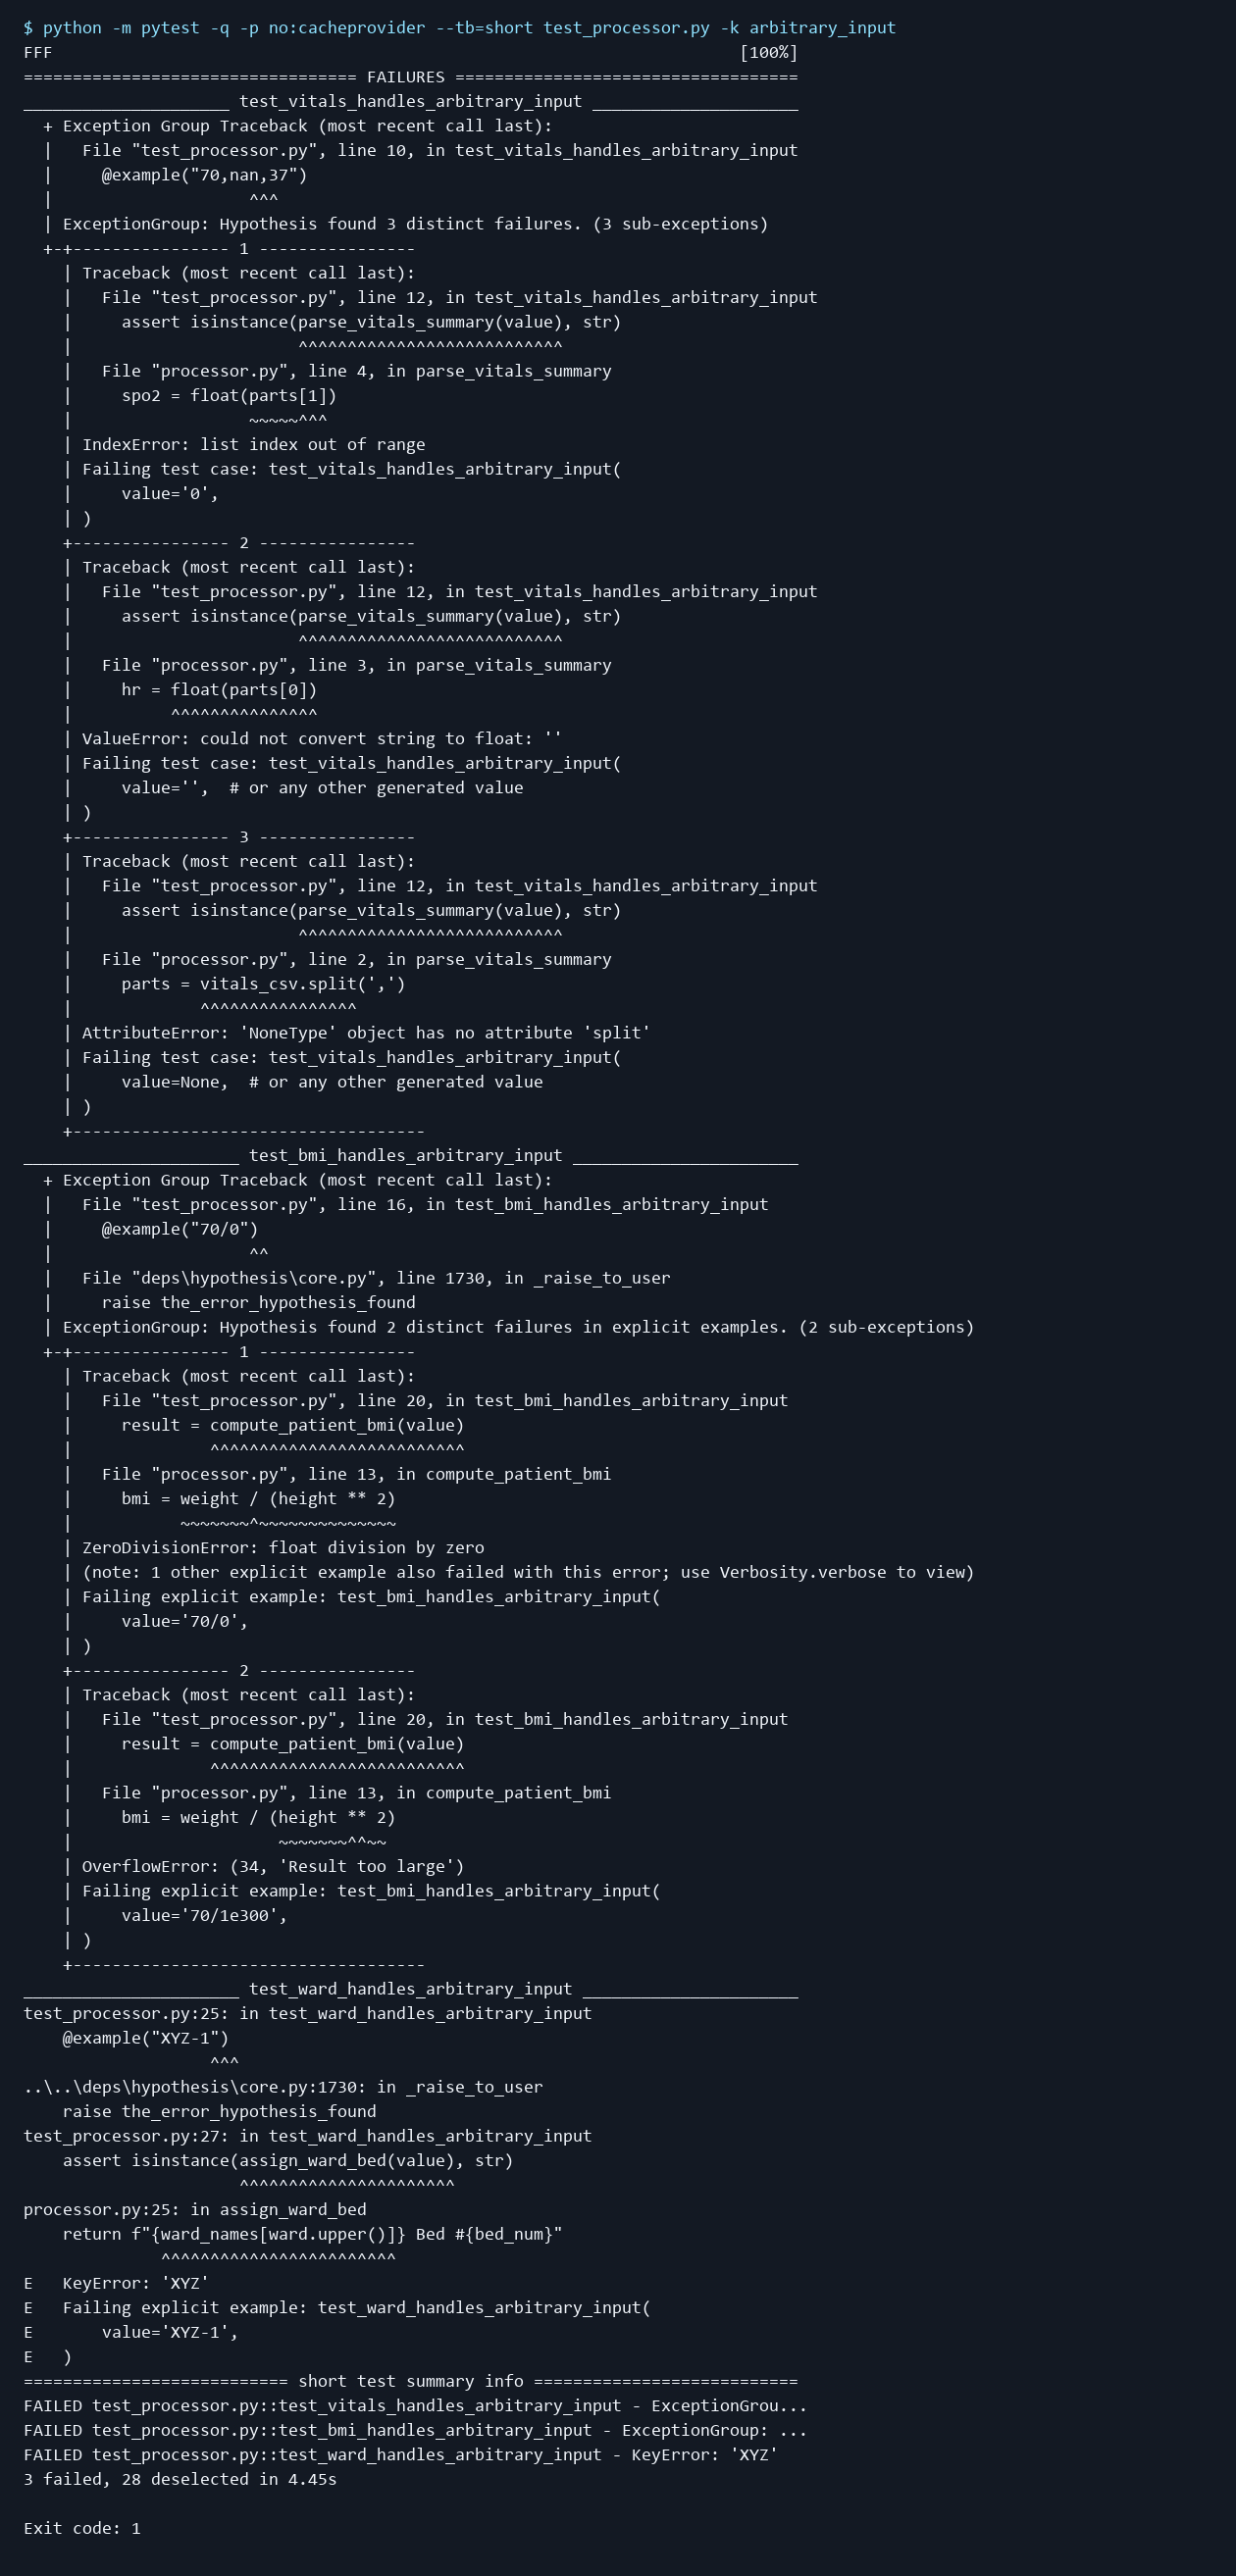 $ python -m pytest -q -p no:cacheprovider --tb=short test_processor.py -k arbitrary_input
FFF                                                                      [100%]
================================== FAILURES ===================================
_____________________ test_vitals_handles_arbitrary_input _____________________
  + Exception Group Traceback (most recent call last):
  |   File "test_processor.py", line 10, in test_vitals_handles_arbitrary_input
  |     @example("70,nan,37")
  |                    ^^^
  | ExceptionGroup: Hypothesis found 3 distinct failures. (3 sub-exceptions)
  +-+---------------- 1 ----------------
    | Traceback (most recent call last):
    |   File "test_processor.py", line 12, in test_vitals_handles_arbitrary_input
    |     assert isinstance(parse_vitals_summary(value), str)
    |                       ^^^^^^^^^^^^^^^^^^^^^^^^^^^
    |   File "processor.py", line 4, in parse_vitals_summary
    |     spo2 = float(parts[1])
    |                  ~~~~~^^^
    | IndexError: list index out of range
    | Failing test case: test_vitals_handles_arbitrary_input(
    |     value='0',
    | )
    +---------------- 2 ----------------
    | Traceback (most recent call last):
    |   File "test_processor.py", line 12, in test_vitals_handles_arbitrary_input
    |     assert isinstance(parse_vitals_summary(value), str)
    |                       ^^^^^^^^^^^^^^^^^^^^^^^^^^^
    |   File "processor.py", line 3, in parse_vitals_summary
    |     hr = float(parts[0])
    |          ^^^^^^^^^^^^^^^
    | ValueError: could not convert string to float: ''
    | Failing test case: test_vitals_handles_arbitrary_input(
    |     value='',  # or any other generated value
    | )
    +---------------- 3 ----------------
    | Traceback (most recent call last):
    |   File "test_processor.py", line 12, in test_vitals_handles_arbitrary_input
    |     assert isinstance(parse_vitals_summary(value), str)
    |                       ^^^^^^^^^^^^^^^^^^^^^^^^^^^
    |   File "processor.py", line 2, in parse_vitals_summary
    |     parts = vitals_csv.split(',')
    |             ^^^^^^^^^^^^^^^^
    | AttributeError: 'NoneType' object has no attribute 'split'
    | Failing test case: test_vitals_handles_arbitrary_input(
    |     value=None,  # or any other generated value
    | )
    +------------------------------------
______________________ test_bmi_handles_arbitrary_input _______________________
  + Exception Group Traceback (most recent call last):
  |   File "test_processor.py", line 16, in test_bmi_handles_arbitrary_input
  |     @example("70/0")
  |                    ^^
  |   File "deps\hypothesis\core.py", line 1730, in _raise_to_user
  |     raise the_error_hypothesis_found
  | ExceptionGroup: Hypothesis found 2 distinct failures in explicit examples. (2 sub-exceptions)
  +-+---------------- 1 ----------------
    | Traceback (most recent call last):
    |   File "test_processor.py", line 20, in test_bmi_handles_arbitrary_input
    |     result = compute_patient_bmi(value)
    |              ^^^^^^^^^^^^^^^^^^^^^^^^^^
    |   File "processor.py", line 13, in compute_patient_bmi
    |     bmi = weight / (height ** 2)
    |           ~~~~~~~^~~~~~~~~~~~~~~
    | ZeroDivisionError: float division by zero
    | (note: 1 other explicit example also failed with this error; use Verbosity.verbose to view)
    | Failing explicit example: test_bmi_handles_arbitrary_input(
    |     value='70/0',
    | )
    +---------------- 2 ----------------
    | Traceback (most recent call last):
    |   File "test_processor.py", line 20, in test_bmi_handles_arbitrary_input
    |     result = compute_patient_bmi(value)
    |              ^^^^^^^^^^^^^^^^^^^^^^^^^^
    |   File "processor.py", line 13, in compute_patient_bmi
    |     bmi = weight / (height ** 2)
    |                     ~~~~~~~^^~~
    | OverflowError: (34, 'Result too large')
    | Failing explicit example: test_bmi_handles_arbitrary_input(
    |     value='70/1e300',
    | )
    +------------------------------------
______________________ test_ward_handles_arbitrary_input ______________________
test_processor.py:25: in test_ward_handles_arbitrary_input
    @example("XYZ-1")
                   ^^^
..\..\deps\hypothesis\core.py:1730: in _raise_to_user
    raise the_error_hypothesis_found
test_processor.py:27: in test_ward_handles_arbitrary_input
    assert isinstance(assign_ward_bed(value), str)
                      ^^^^^^^^^^^^^^^^^^^^^^
processor.py:25: in assign_ward_bed
    return f"{ward_names[ward.upper()]} Bed #{bed_num}"
              ^^^^^^^^^^^^^^^^^^^^^^^^
E   KeyError: 'XYZ'
E   Failing explicit example: test_ward_handles_arbitrary_input(
E       value='XYZ-1',
E   )
=========================== short test summary info ===========================
FAILED test_processor.py::test_vitals_handles_arbitrary_input - ExceptionGrou...
FAILED test_processor.py::test_bmi_handles_arbitrary_input - ExceptionGroup: ...
FAILED test_processor.py::test_ward_handles_arbitrary_input - KeyError: 'XYZ'
3 failed, 28 deselected in 4.45s

Exit code: 1